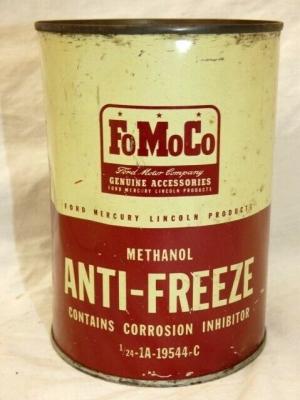 FoMoCo
Ford Motor Company
GENUINE ACCESSORIES
FORD MERCURY LINCOLN PRODUCTS
FORD MERCURY LINCOLN PRODUCTS
METHANOL
ANTI-FREEZE
CONTAINS CORROSION INHIBITOR
1/24-1A-19544-C